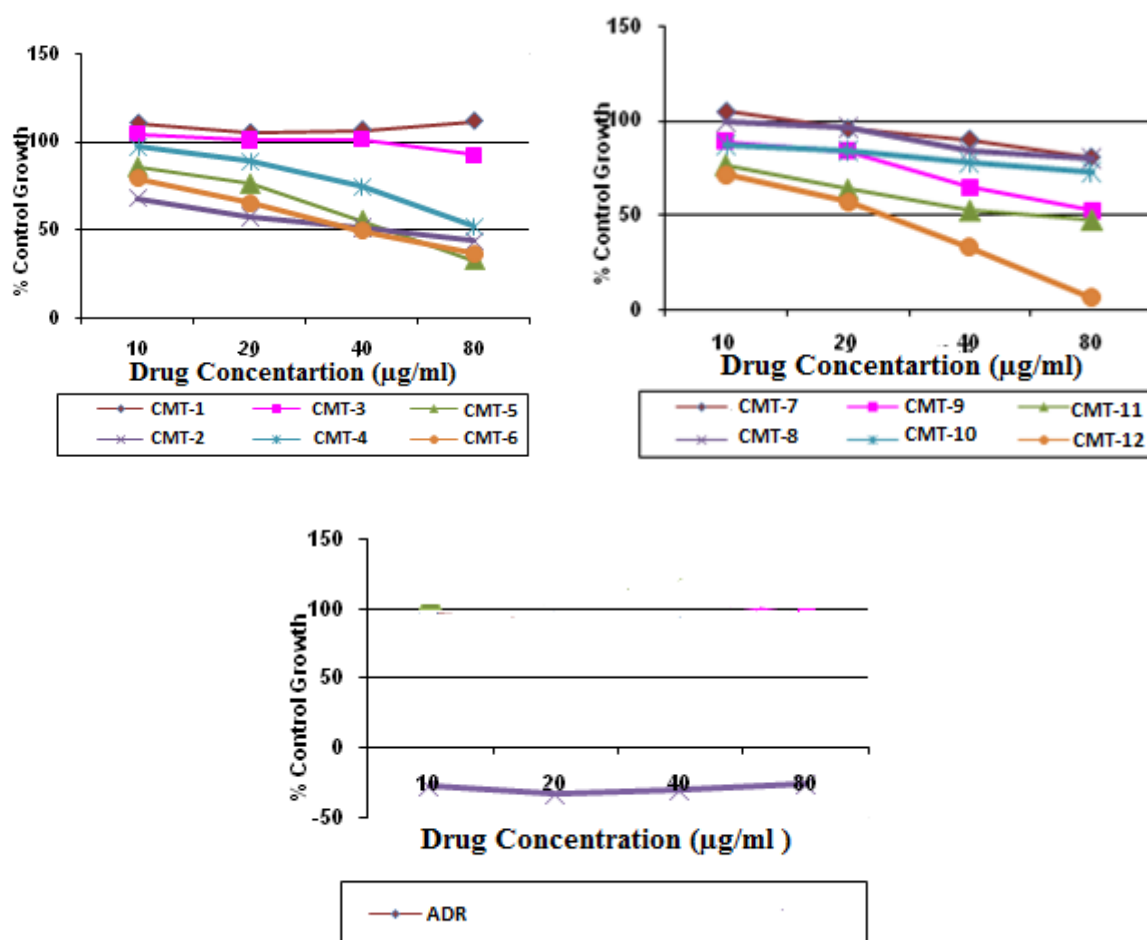 150
100
50
0
% Control Growth
10 20 40 80
Drug Concentartion (µg/ml)
CMT-1 CMT-3 CMT-5
CMT-2 CMT-4 CMT-6
150
100
50
0
% Control Growth
10 20 40 80
Drug Concentartion (µg/ml)
CMT-7 CMT-9 CMT-11
CMT-8 CMT-10 CMT-12
150
100
50
0
-50
% Control Growth
10 20 40 80
Drug Concentration (µg/ml )
ADR